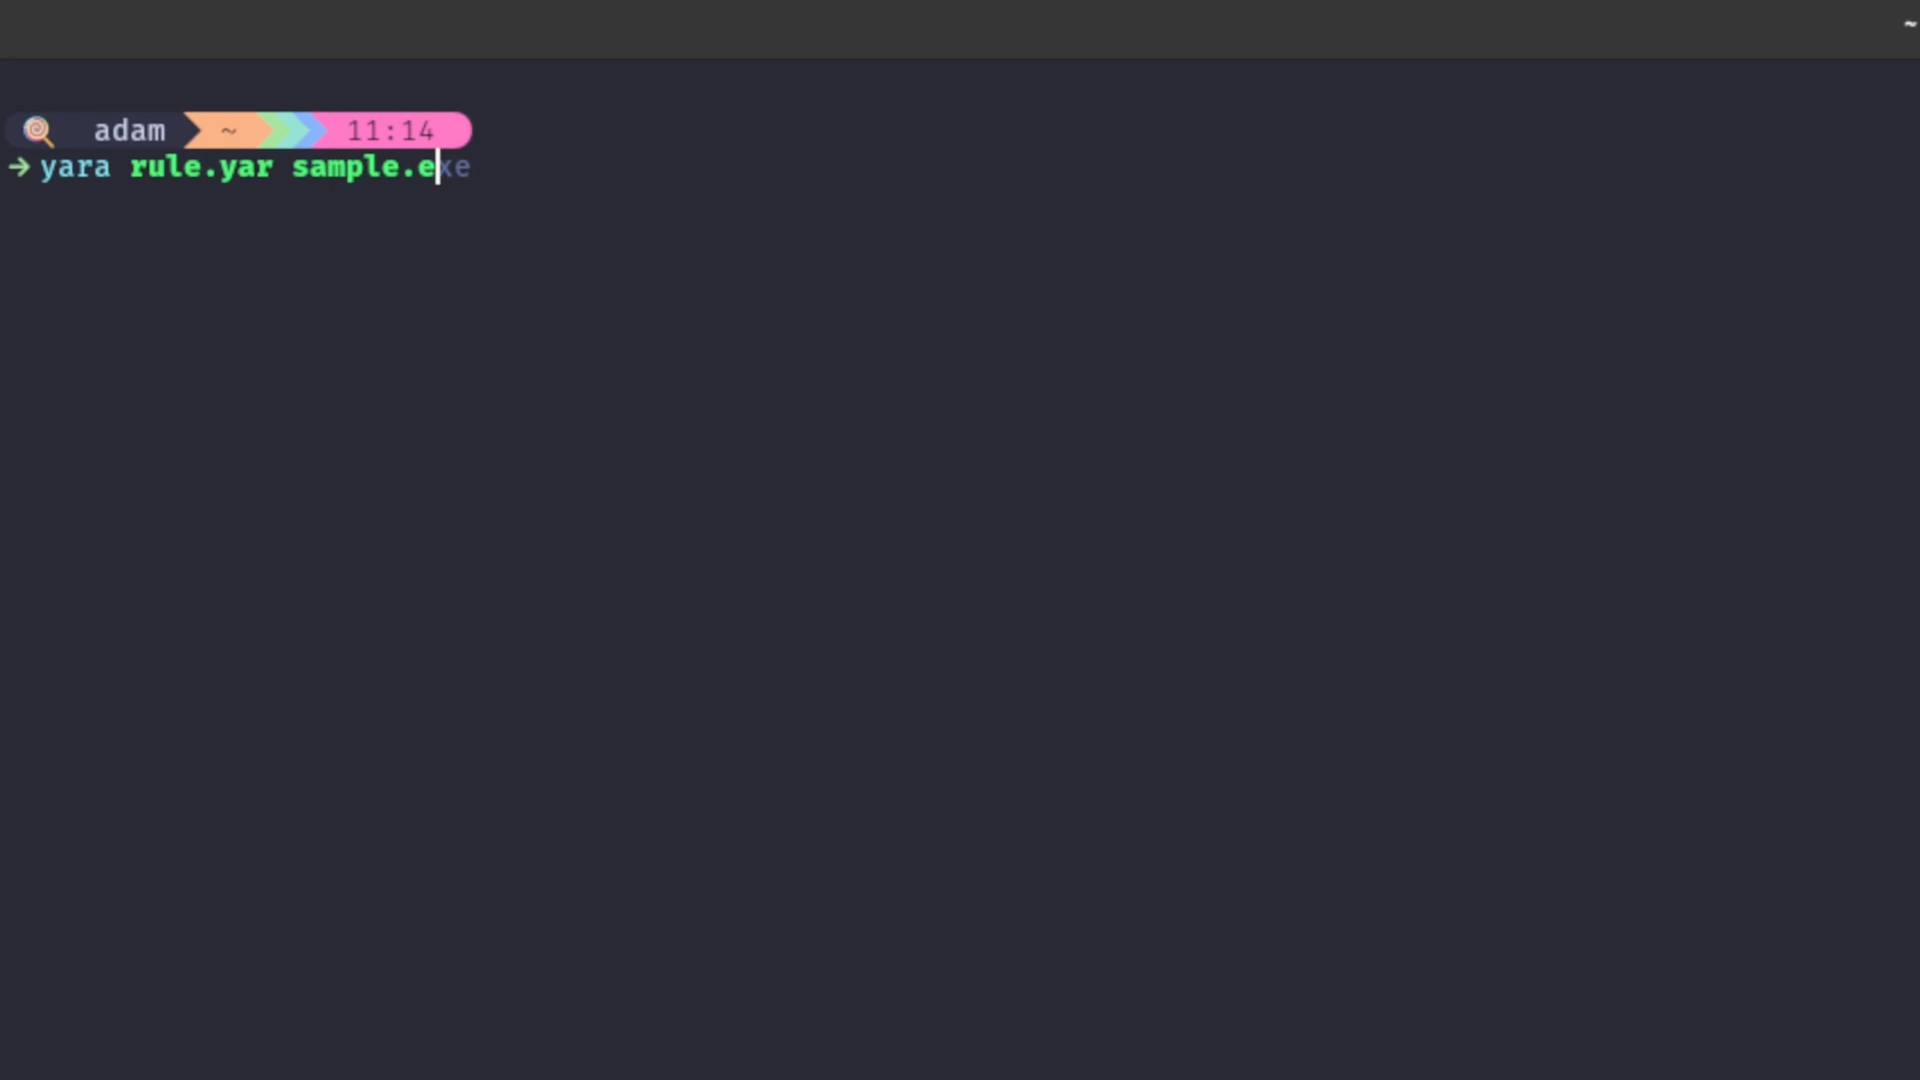 ~
adam ~ 11:14
→ yara rule.yar sample.exe